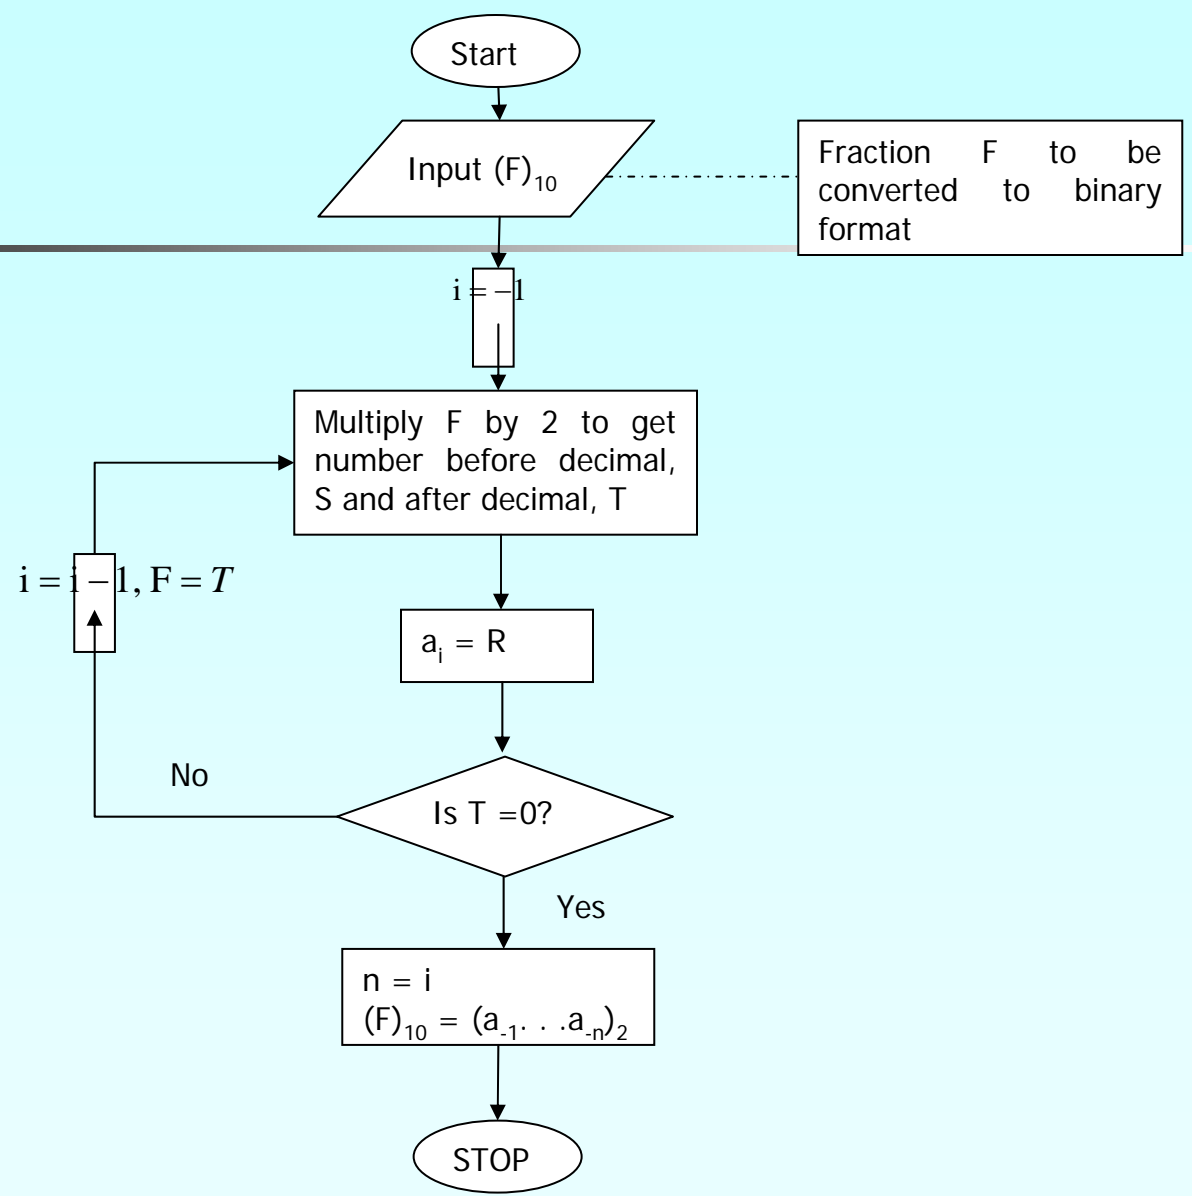 Start
Input (F)₁₀
Fraction F to be
converted to binary
format
i = −1
Multiply F by 2 to get
number before decimal,
S and after decimal, T
i = i − 1, F = T
aᵢ = R
No
Is T =0?
Yes
n = i
(F)₁₀ = (a₋₁. . .a₋ₙ)₂
STOP